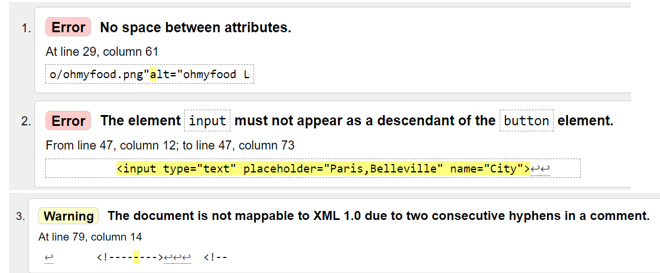 1. Error No space between attributes.
At line 29, column 61
o/ohmyfood.png"alt="ohmyfood L
2. Error The element input must not appear as a descendant of the button element.
From line 47, column 12; to line 47, column 73
<input type="text" placeholder="Paris,Belleville" name="City">↩↩
3. Warning The document is not mappable to XML 1.0 due to two consecutive hyphens in a comment.
At line 79, column 14
↩ <!-------->↩↩↩ <!--